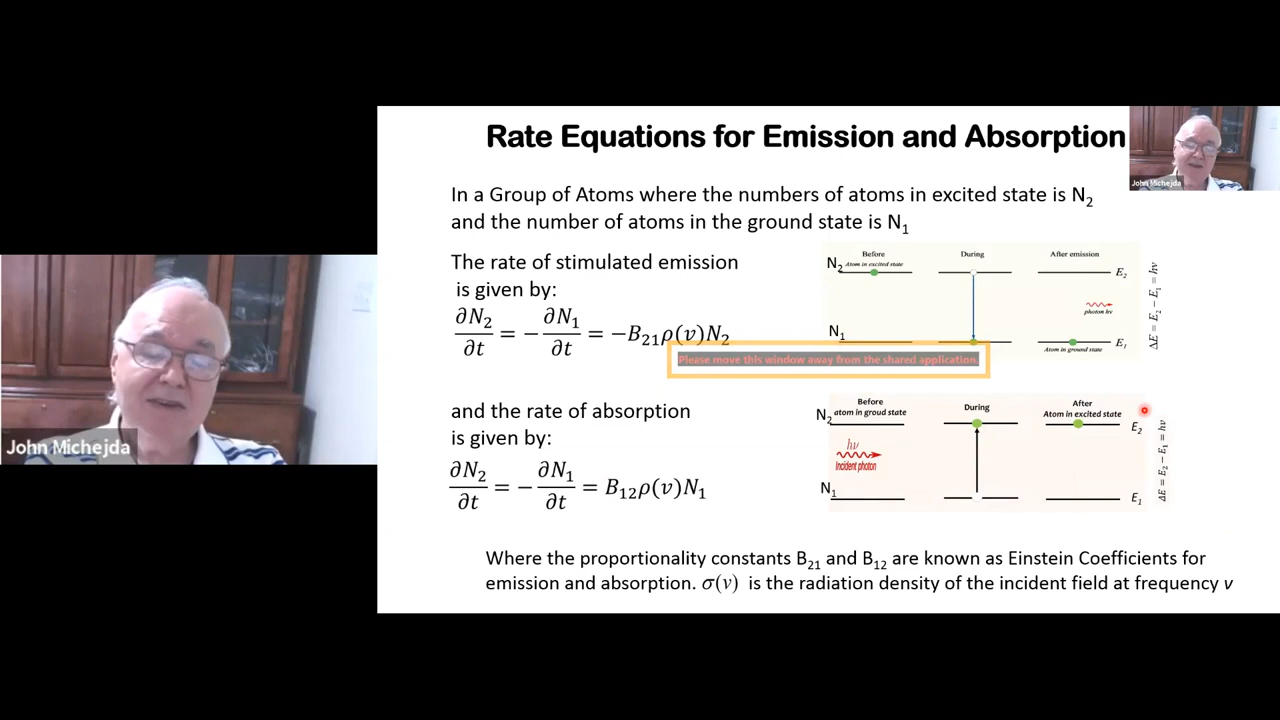 Rate Equations for Emission and Absorption
John Michejda
In a Group of Atoms where the numbers of atoms in excited state is N₂
and the number of atoms in the ground state is N₁
The rate of stimulated emission
is given by:
∂N₂/∂t = −∂N₁/∂t = −B₂₁ρ(v)N₂
Before During After emission
N₂ Atom in excited state
E₂
photon hv
N₁
E₁
Atom in ground state
ΔE = E₂ − E₁ = hv
Please move this window away from the shared application.
and the rate of absorption
is given by:
∂N₂/∂t = −∂N₁/∂t = B₁₂ρ(v)N₁
Before During After
N₂ atom in groud state Atom in excited state
E₂
hv
Incident photon
N₁
E₁
ΔE = E₂ − E₁ = hv
John Michejda
Where the proportionality constants B₂₁ and B₁₂ are known as Einstein Coefficients for
emission and absorption. σ(v) is the radiation density of the incident field at frequency v